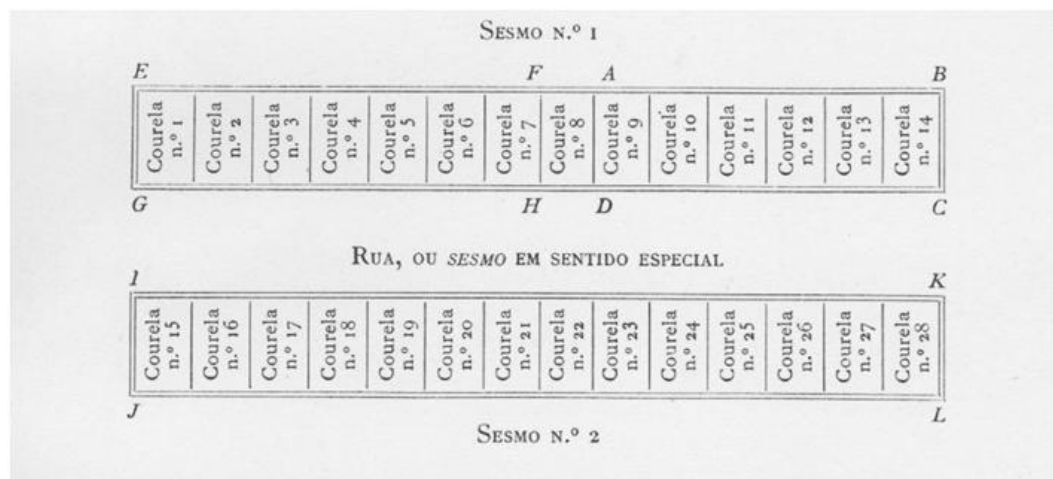 SESMO N.º 1
E F A B
Courela n.º 1
Courela n.º 2
Courela n.º 3
Courela n.º 4
Courela n.º 5
Courela n.º 6
Courela n.º 7
Courela n.º 8
Courela n.º 9
Courela n.º 10
Courela n.º 11
Courela n.º 12
Courela n.º 13
Courela n.º 14
G H D C
RUA, OU SESMO EM SENTIDO ESPECIAL
I K
Courela n.º 15
Courela n.º 16
Courela n.º 17
Courela n.º 18
Courela n.º 19
Courela n.º 20
Courela n.º 21
Courela n.º 22
Courela n.º 23
Courela n.º 24
Courela n.º 25
Courela n.º 26
Courela n.º 27
Courela n.º 28
J L
SESMO N.º 2